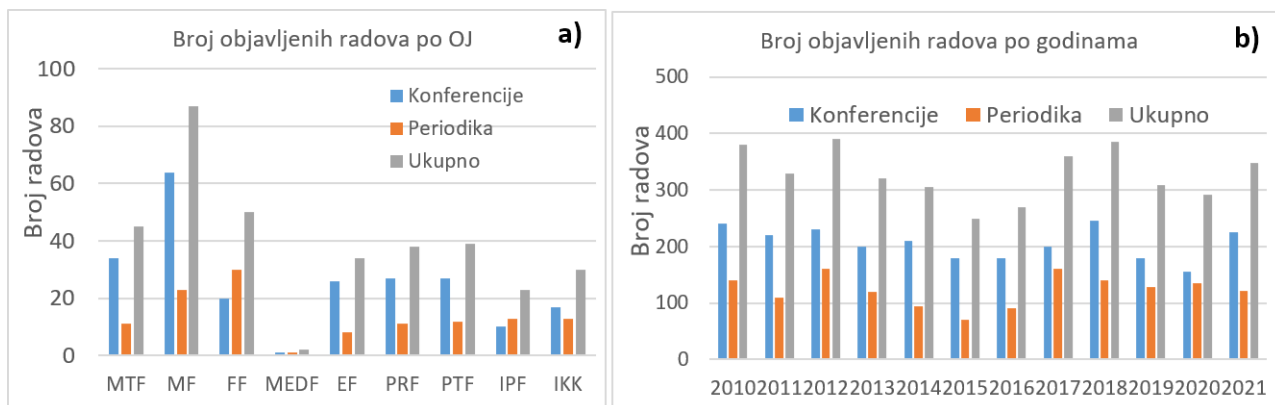 Broj objavljenih radova po OJ
a)
Broj radova
100
80
60
40
20
0
Konferencije
Periodika
Ukupno
MTF MF FF MEDF EF PRF PTF IPF IKK
Broj objavljenih radova po godinama
b)
Broj radova
500
400
300
200
100
0
Konferencije Periodika Ukupno
2010 2011 2012 2013 2014 2015 2016 2017 2018 2019 2020 2021